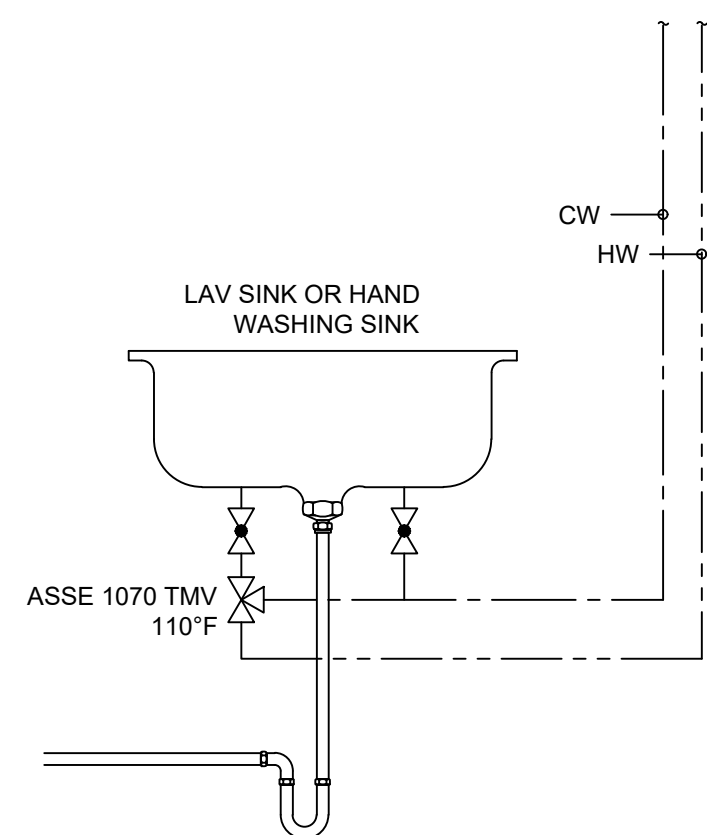 CW
HW
LAV SINK OR HAND
WASHING SINK
ASSE 1070 TMV
110°F